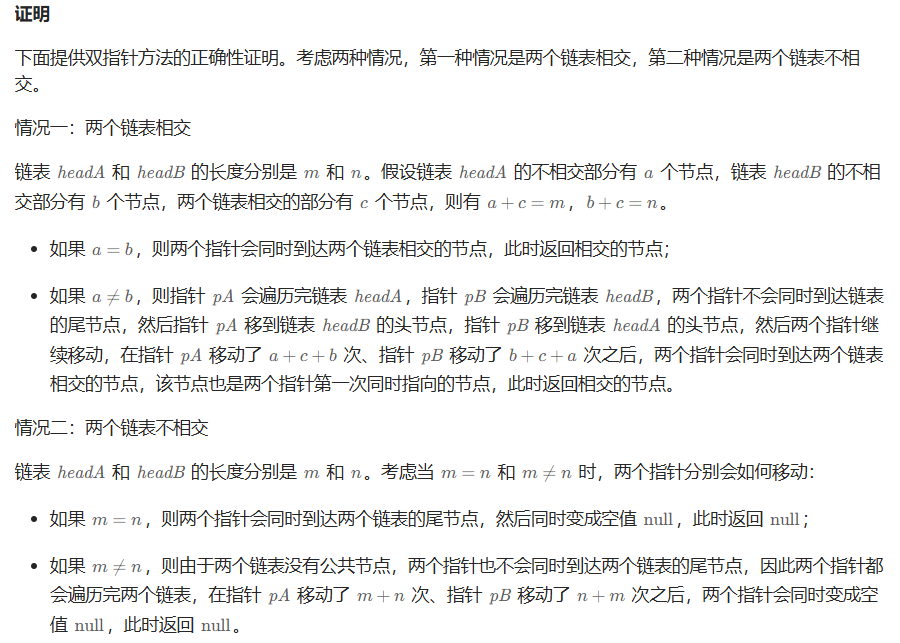 证明
下面提供双指针方法的正确性证明。考虑两种情况，第一种情况是两个链表相交，第二种情况是两个链表不相
交。
情况一：两个链表相交
链表 headA 和 headB 的长度分别是 m 和 n。假设链表 headA 的不相交部分有 a 个节点，链表 headB 的不相
交部分有 b 个节点，两个链表相交的部分有 c 个节点，则有 a + c = m，b + c = n。
• 如果 a = b，则两个指针会同时到达两个链表相交的节点，此时返回相交的节点；
• 如果 a ≠ b，则指针 pA 会遍历完链表 headA，指针 pB 会遍历完链表 headB，两个指针不会同时到达链表
的尾节点，然后指针 pA 移到链表 headB 的头节点，指针 pB 移到链表 headA 的头节点，然后两个指针继
续移动，在指针 pA 移动了 a + c + b 次、指针 pB 移动了 b + c + a 次之后，两个指针会同时到达两个链表
相交的节点，该节点也是两个指针第一次同时指向的节点，此时返回相交的节点。
情况二：两个链表不相交
链表 headA 和 headB 的长度分别是 m 和 n。考虑当 m = n 和 m ≠ n 时，两个指针分别会如何移动：
• 如果 m = n，则两个指针会同时到达两个链表的尾节点，然后同时变成空值 null，此时返回 null；
• 如果 m ≠ n，则由于两个链表没有公共节点，两个指针也不会同时到达两个链表的尾节点，因此两个指针都
会遍历完两个链表，在指针 pA 移动了 m + n 次、指针 pB 移动了 n + m 次之后，两个指针会同时变成空
值 null，此时返回 null。